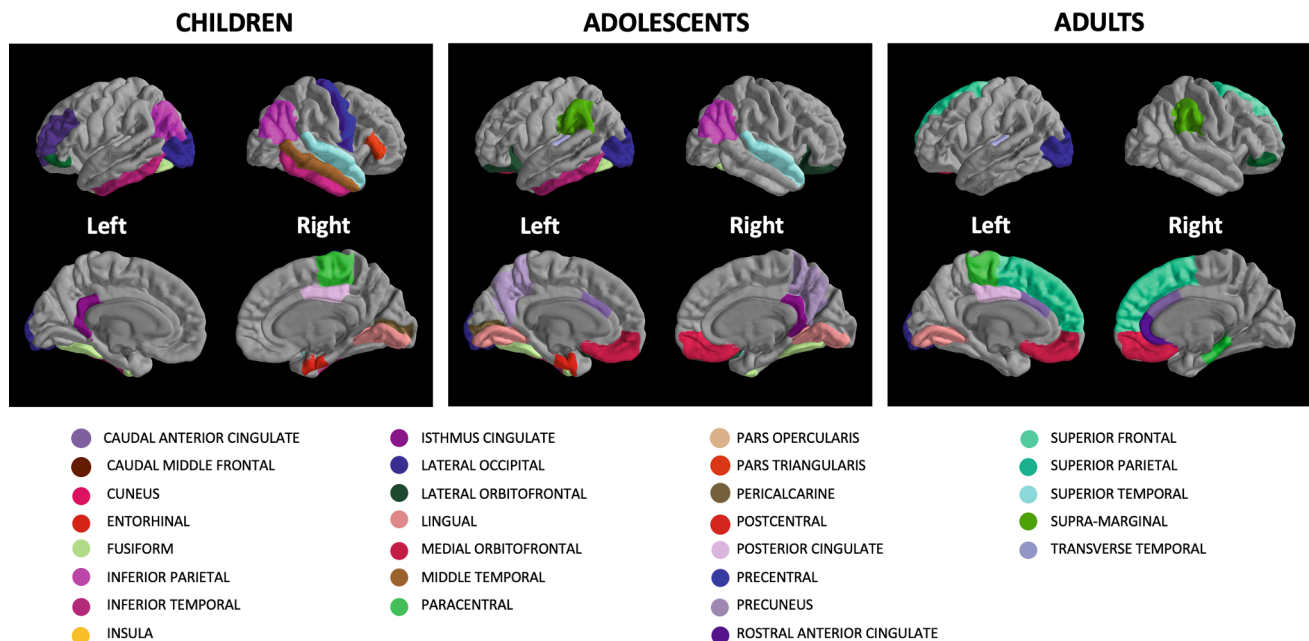 CHILDREN
ADOLESCENTS
ADULTS
Left
Right
Left
Right
Left
Right
CAUDAL ANTERIOR CINGULATE
CAUDAL MIDDLE FRONTAL
CUNEUS
ENTORHINAL
FUSIFORM
INFERIOR PARIETAL
INFERIOR TEMPORAL
INSULA
ISTHMUS CINGULATE
LATERAL OCCIPITAL
LATERAL ORBITOFRONTAL
LINGUAL
MEDIAL ORBITOFRONTAL
MIDDLE TEMPORAL
PARACENTRAL
PARS OPERCULARIS
PARS TRIANGULARIS
PERICALCARINE
POSTCENTRAL
POSTERIOR CINGULATE
PRECENTRAL
PRECUNEUS
ROSTRAL ANTERIOR CINGULATE
SUPERIOR FRONTAL
SUPERIOR PARIETAL
SUPERIOR TEMPORAL
SUPRA-MARGINAL
TRANSVERSE TEMPORAL